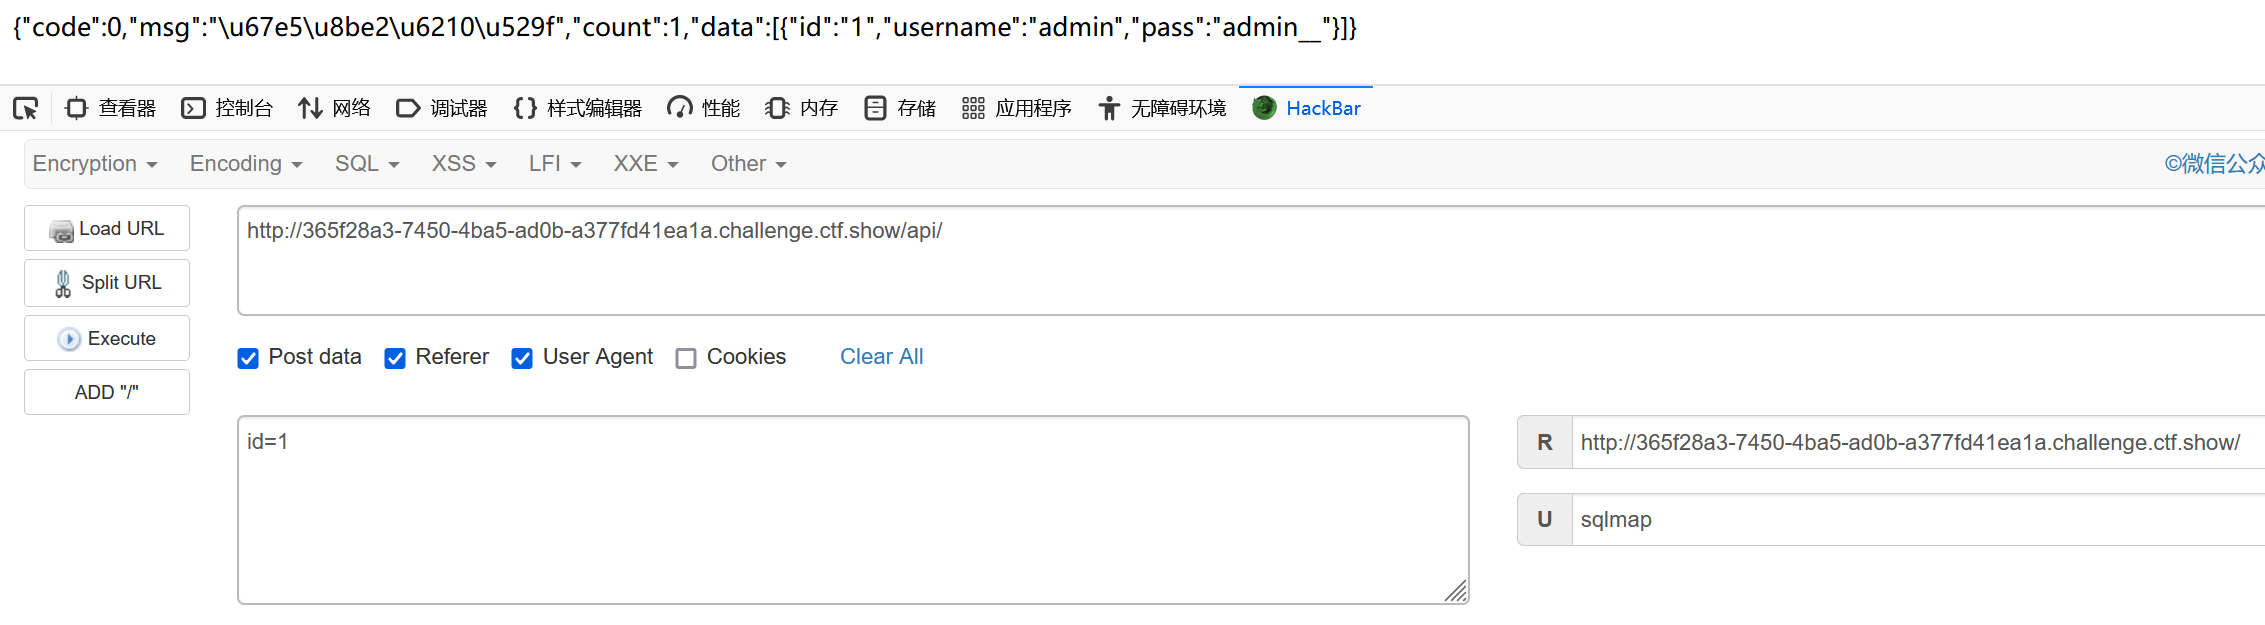 {"code":0,"msg":"\u67e5\u8be2\u6210\u529f","count":1,"data":[{"id":"1","username":"admin","pass":"admin__"}]}
查看器 控制台 网络 调试器 样式编辑器 性能 内存 存储 应用程序 无障碍环境 HackBar
Encryption Encoding SQL XSS LFI XXE Other ©微信公众
Load URL
http://365f28a3-7450-4ba5-ad0b-a377fd41ea1a.challenge.ctf.show/api/
Split URL
Execute
Post data Referer User Agent Cookies Clear All
ADD "/"
id=1
R http://365f28a3-7450-4ba5-ad0b-a377fd41ea1a.challenge.ctf.show/
U sqlmap